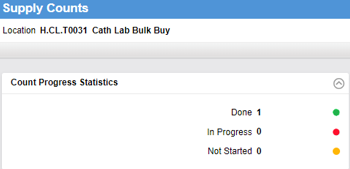 Supply Counts
Location H.CL.T0031 Cath Lab Bulk Buy
Count Progress Statistics
Done 1
In Progress 0
Not Started 0